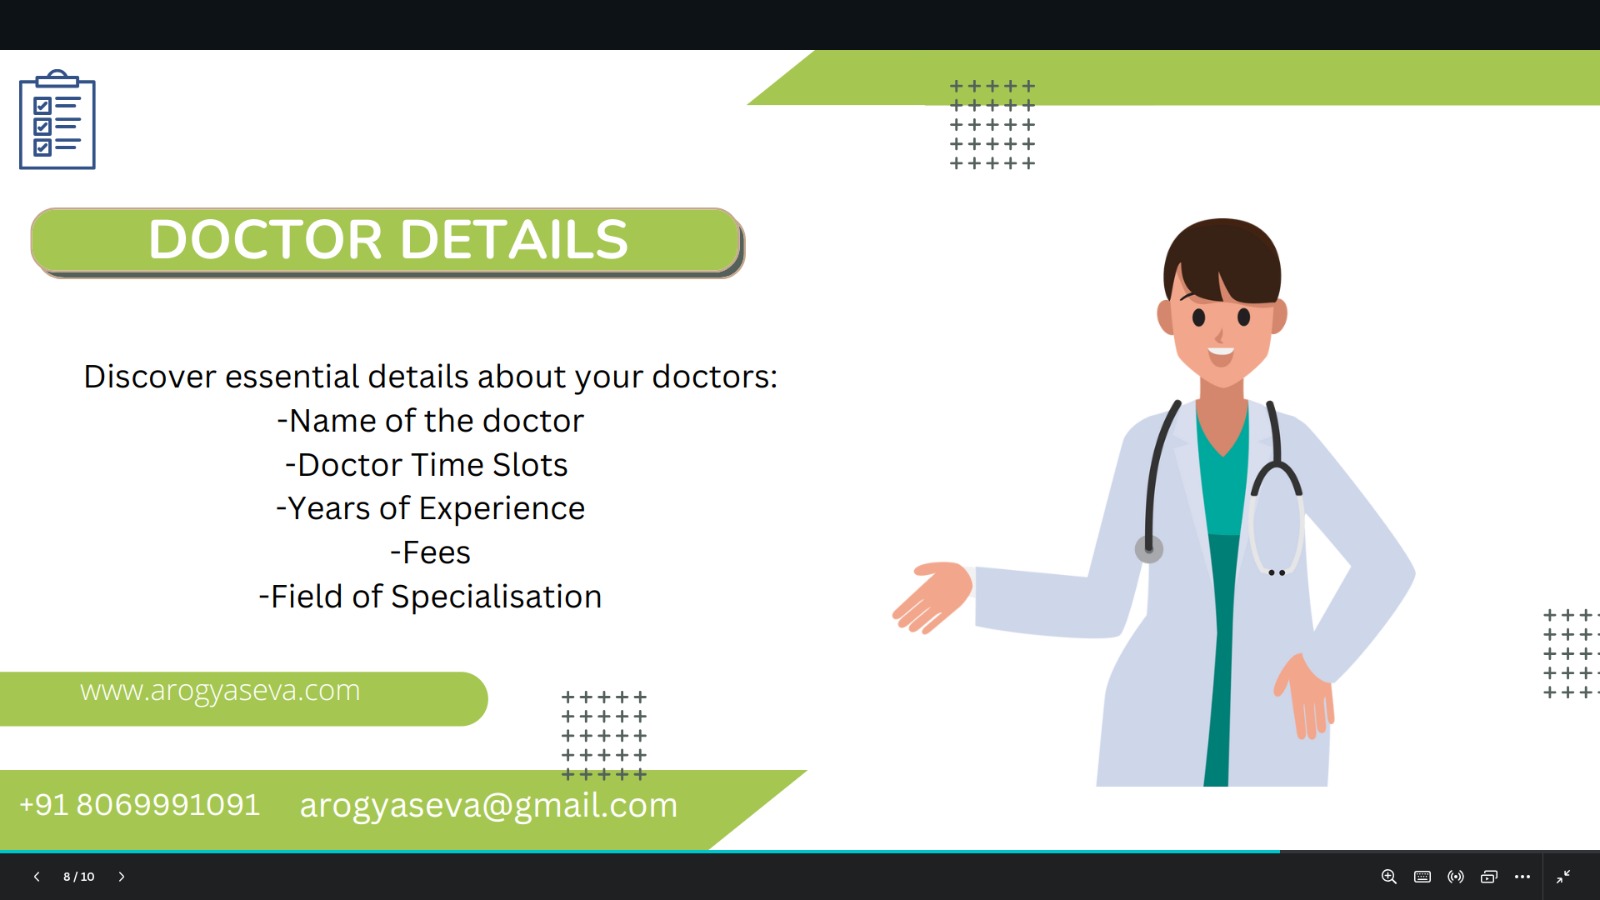 DOCTOR DETAILS
Discover essential details about your doctors:
-Name of the doctor
-Doctor Time Slots
-Years of Experience
-Fees
-Field of Specialisation
www.arogyaseva.com
+91 8069991091 arogyaseva@gmail.com
8 / 10